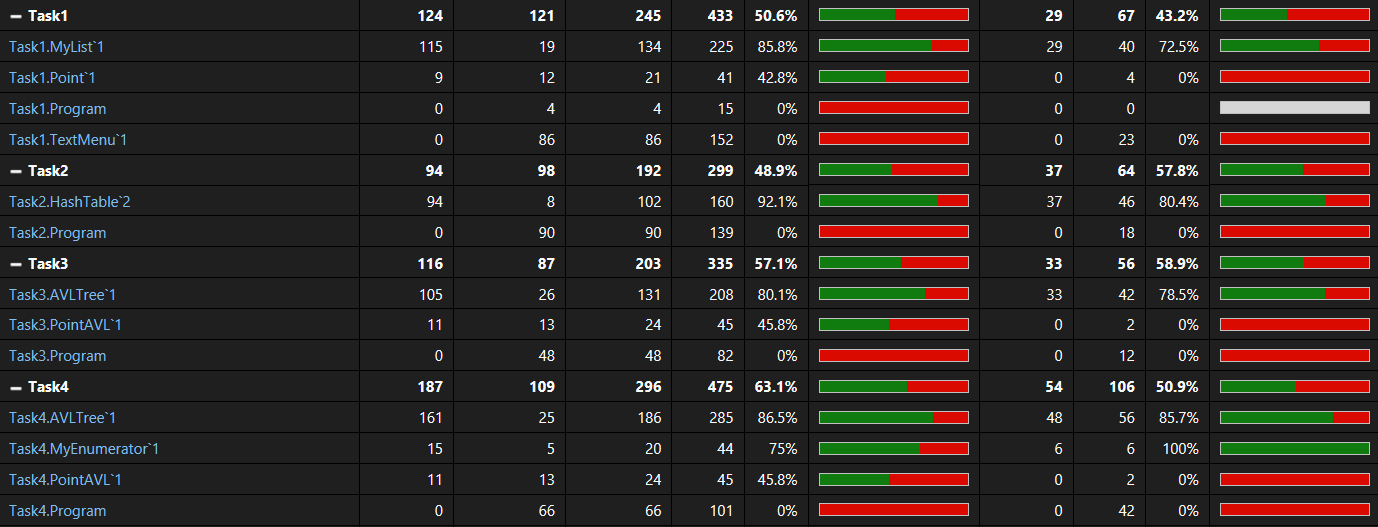 Task1 124 121 245 433 50.6% 29 67 43.2%
Task1.MyList`1 115 19 134 225 85.8% 29 40 72.5%
Task1.Point`1 9 12 21 41 42.8% 0 4 0%
Task1.Program 0 4 4 15 0% 0 0
Task1.TextMenu`1 0 86 86 152 0% 0 23 0%
Task2 94 98 192 299 48.9% 37 64 57.8%
Task2.HashTable`2 94 8 102 160 92.1% 37 46 80.4%
Task2.Program 0 90 90 139 0% 0 18 0%
Task3 116 87 203 335 57.1% 33 56 58.9%
Task3.AVLTree`1 105 26 131 208 80.1% 33 42 78.5%
Task3.PointAVL`1 11 13 24 45 45.8% 0 2 0%
Task3.Program 0 48 48 82 0% 0 12 0%
Task4 187 109 296 475 63.1% 54 106 50.9%
Task4.AVLTree`1 161 25 186 285 86.5% 48 56 85.7%
Task4.MyEnumerator`1 15 5 20 44 75% 6 6 100%
Task4.PointAVL`1 11 13 24 45 45.8% 0 2 0%
Task4.Program 0 66 66 101 0% 0 42 0%